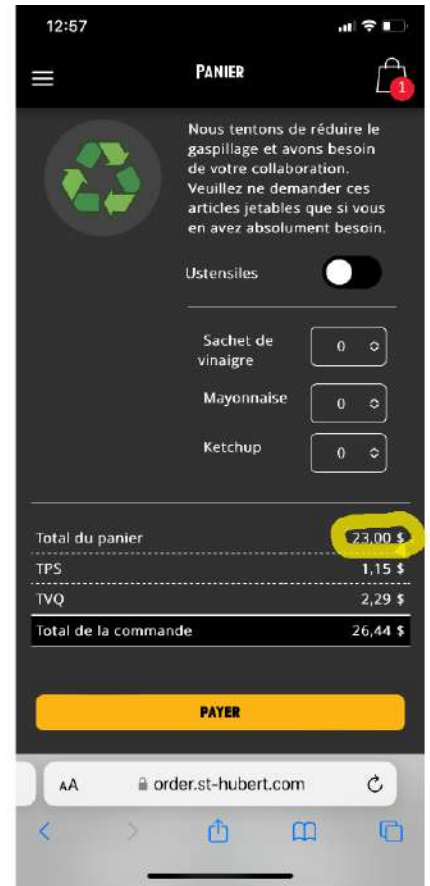 12:57
PANIER
1
Nous tentons de réduire le
gaspillage et avons besoin
de votre collaboration.
Veuillez ne demander ces
articles jetables que si vous
en avez absolument besoin.
Ustensiles
Sachet de
vinaigre
0
Mayonnaise
0
Ketchup
0
Total du panier 23,00 $
TPS 1,15 $
TVQ 2,29 $
Total de la commande 26,44 $
PAYER
AA order.st-hubert.com